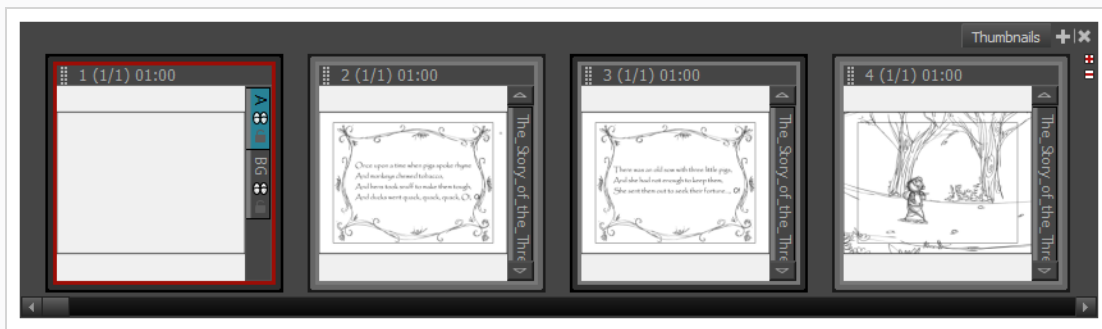 Thumbnails
1 (1/1) 01:00
A
BG
2 (1/1) 01:00
Once upon a time when pigs spoke rhyme
And monkeys chewed tobacco,
And hens took snuff to make them tough,
And ducks went quack, quack, quack, O!
The_Story_of_the_Thre
3 (1/1) 01:00
There was an old sow with three little pigs,
And she had not enough to keep them,
She sent them out to seek their fortune ... O!
The_Story_of_the_Thre
4 (1/1) 01:00
The_Story_of_the_Thre